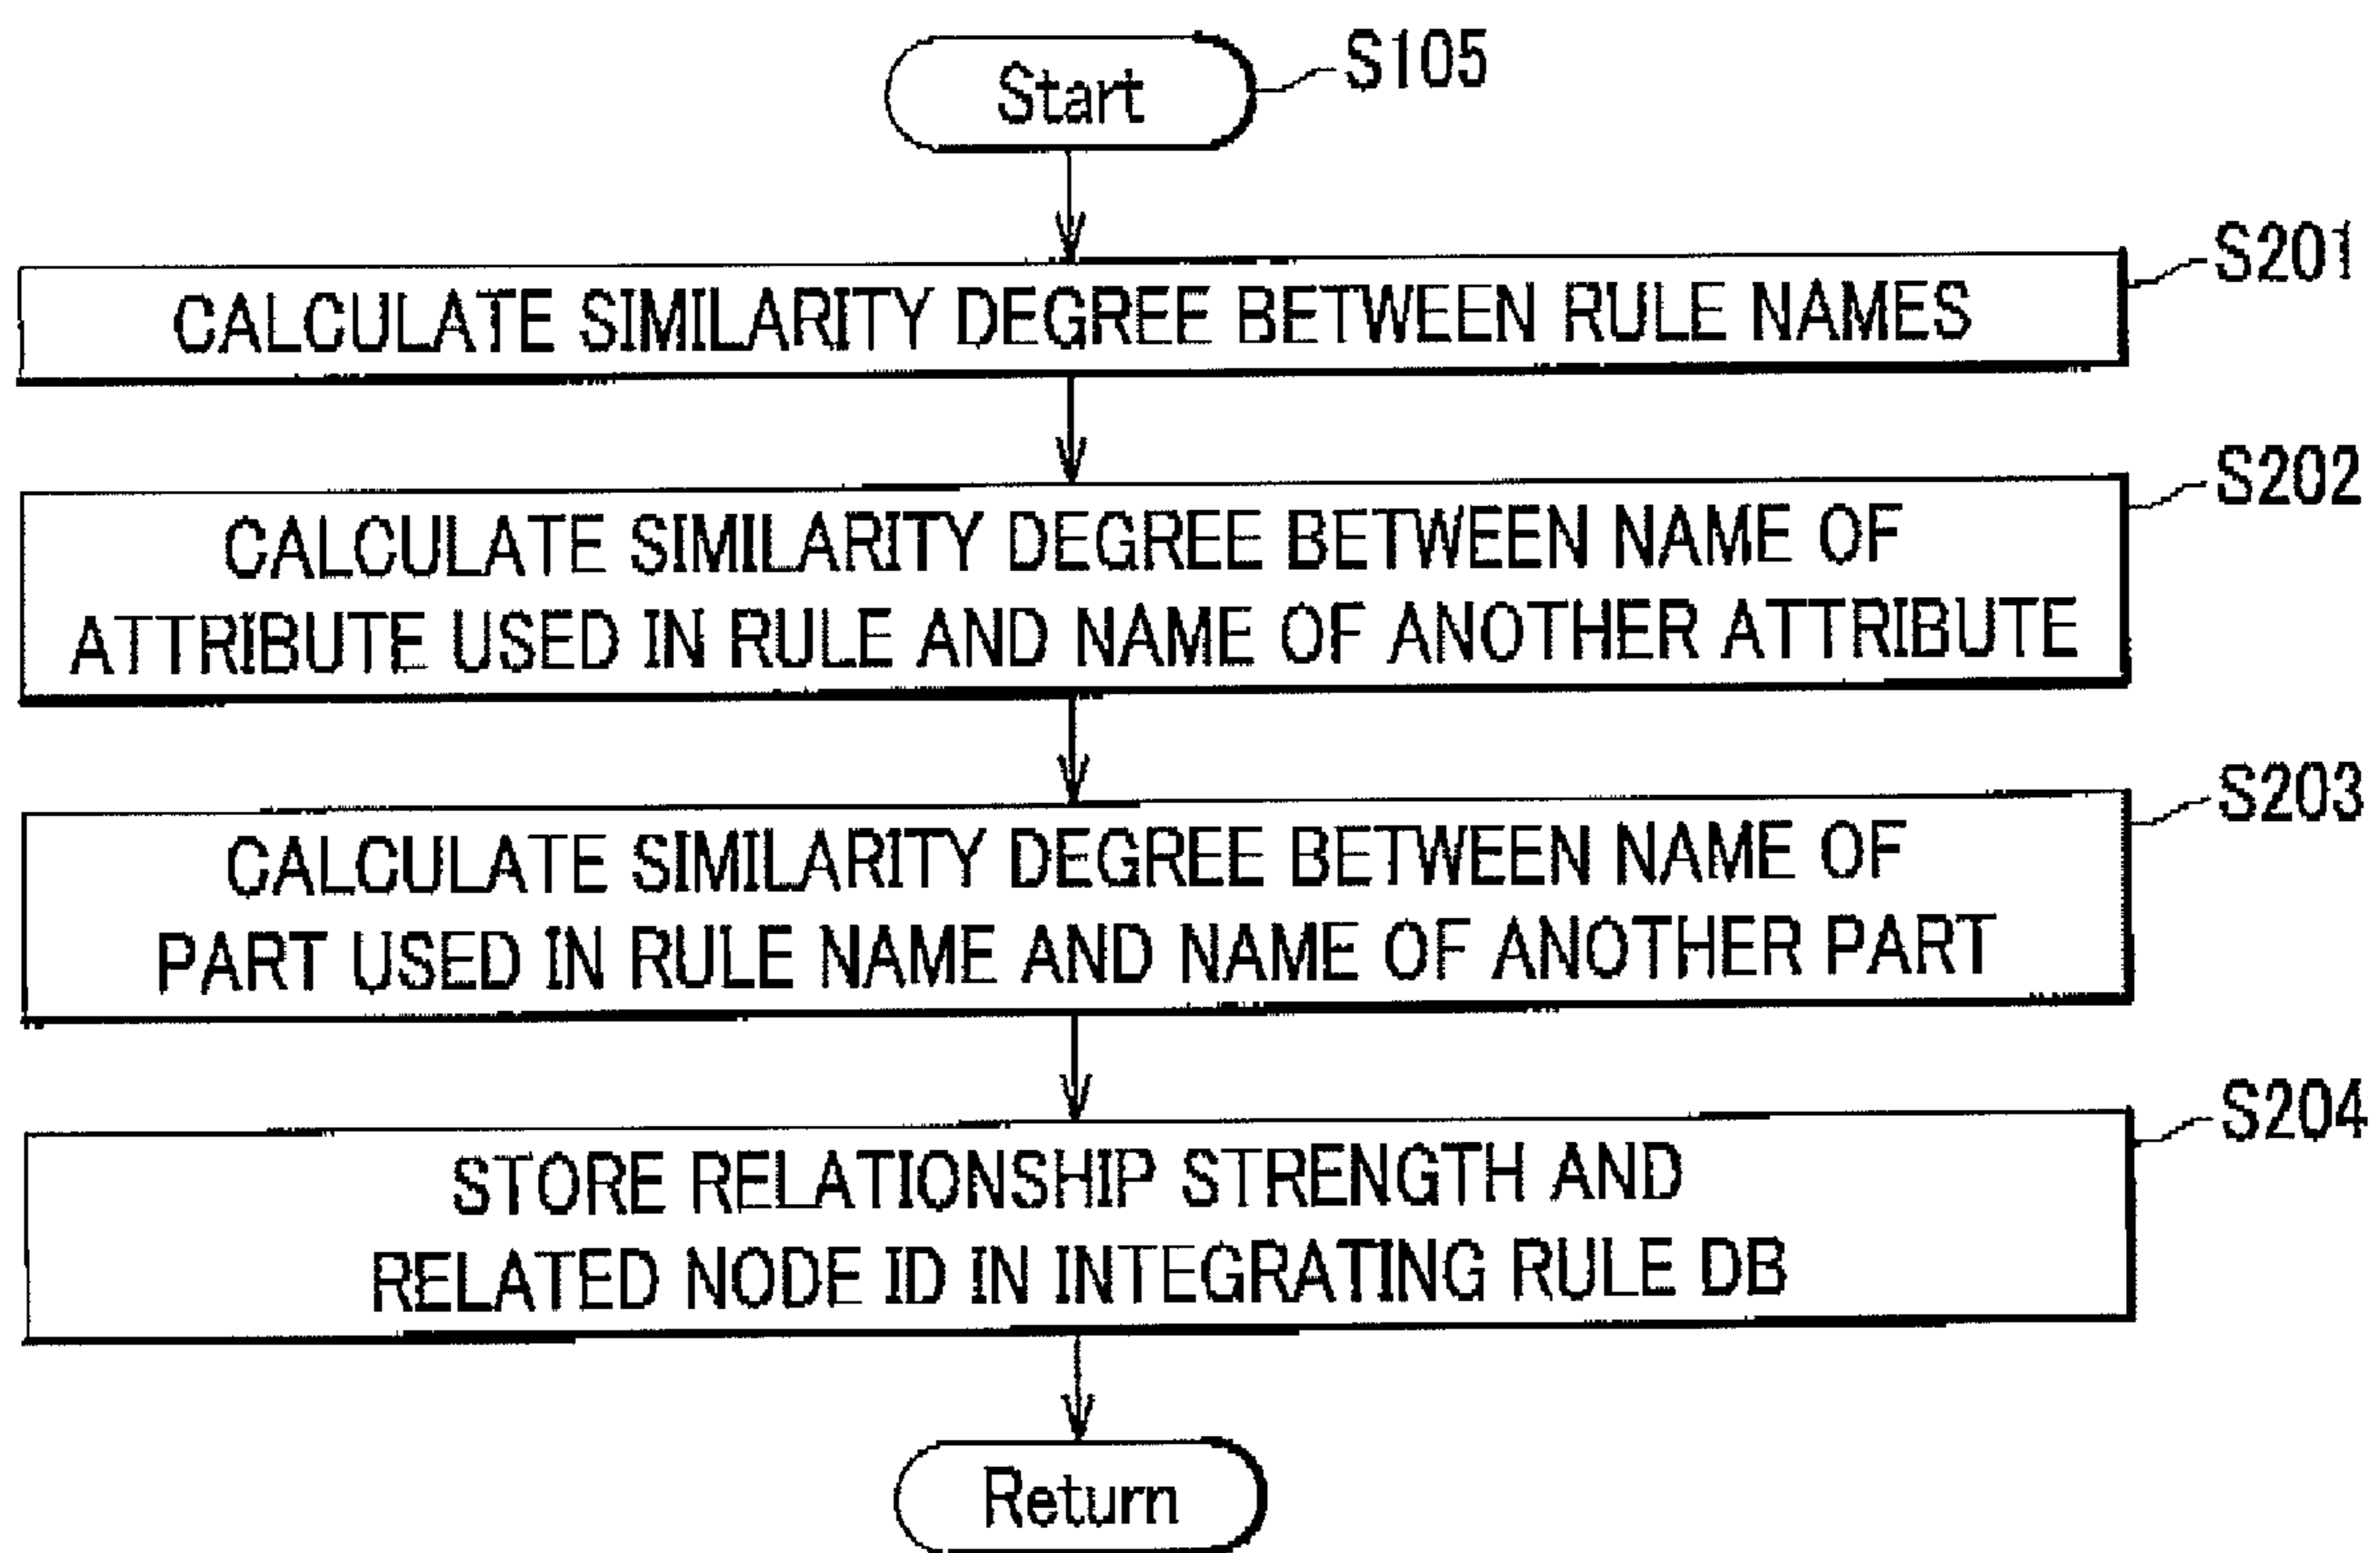 Start
S105
S201
CALCULATE SIMILARITY DEGREE BETWEEN RULE NAMES
S202
CALCULATE SIMILARITY DEGREE BETWEEN NAME OF
ATTRIBUTE USED IN RULE AND NAME OF ANOTHER ATTRIBUTE
S203
CALCULATE SIMILARITY DEGREE BETWEEN NAME OF
PART USED IN RULE NAME AND NAME OF ANOTHER PART
S204
STORE RELATIONSHIP STRENGTH AND
RELATED NODE ID IN INTEGRATING RULE DB
Return